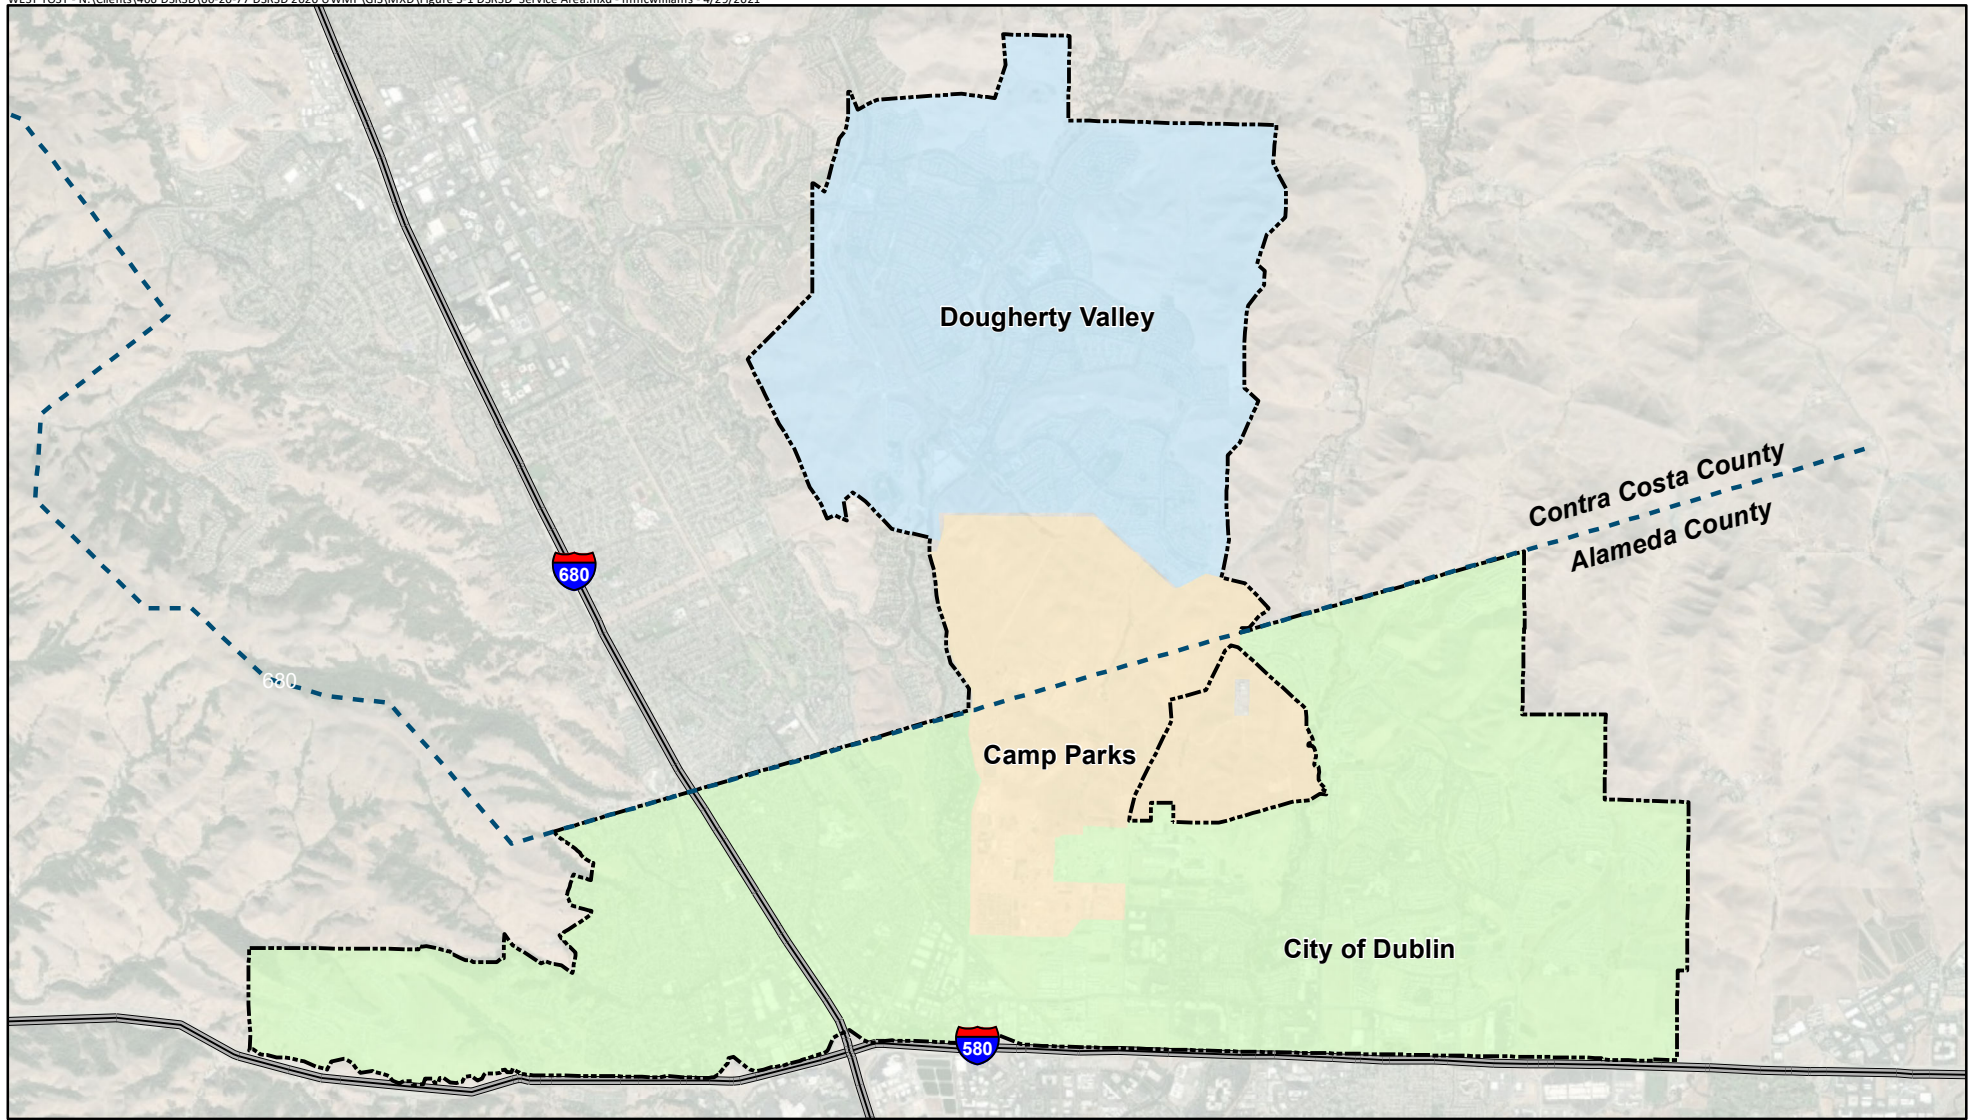 Dougherty Valley
Contra Costa County
Alameda County
680
680
Camp Parks
City of Dublin
580